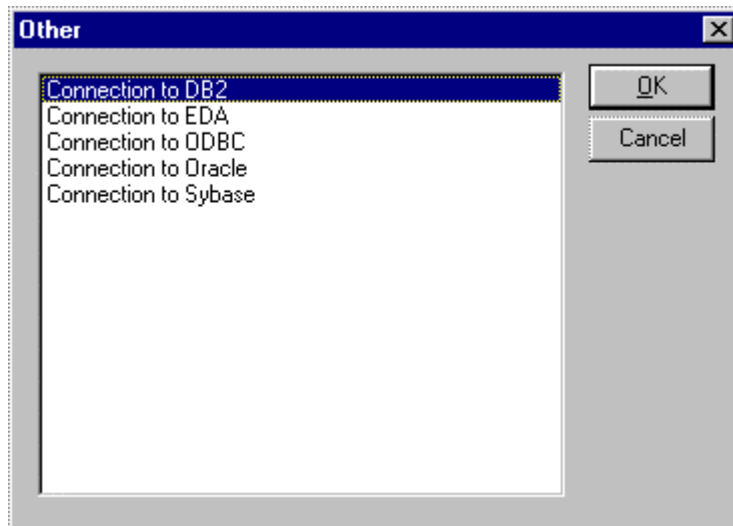 Other
Connection to DB2
Connection to EDA
Connection to ODBC
Connection to Oracle
Connection to Sybase
OK
Cancel